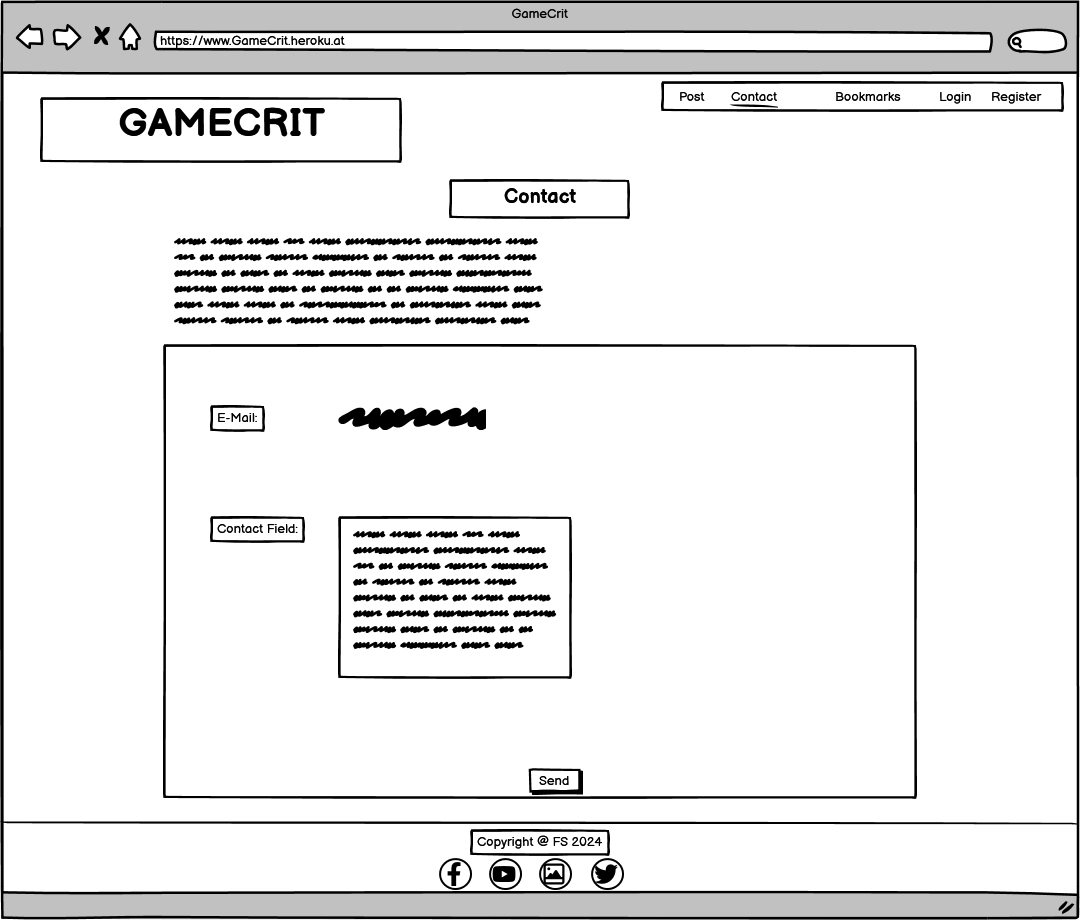 GameCrit
https://www.GameCrit.heroku.at
Post Contact Bookmarks Login Register
GAMECRIT
Contact
E-Mail:
Contact Field:
Send
Copyright @ FS 2024